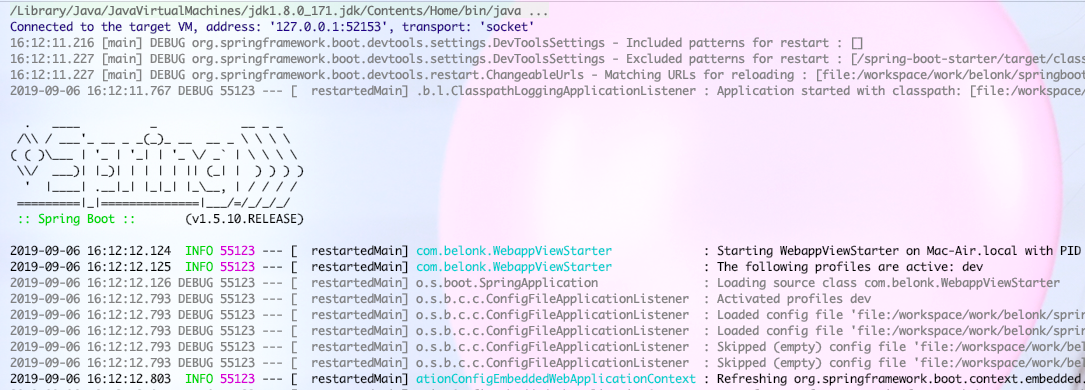 /Library/Java/JavaVirtualMachines/jdk1.8.0_171.jdk/Contents/Home/bin/java ...
Connected to the target VM, address: '127.0.0.1:52153', transport: 'socket'
16:12:11.216 [main] DEBUG org.springframework.boot.devtools.settings.DevToolsSettings - Included patterns for restart : []
16:12:11.227 [main] DEBUG org.springframework.boot.devtools.settings.DevToolsSettings - Excluded patterns for restart : [/spring-boot-starter/target/class
16:12:11.227 [main] DEBUG org.springframework.boot.devtools.restart.ChangeableUrls - Matching URLs for reloading : [file:/workspace/work/belonk/springboot
2019-09-06 16:12:11.767 DEBUG 55123 --- [  restartedMain] .b.l.ClasspathLoggingApplicationListener : Application started with classpath: [file:/workspace/
  .   ____          _            __ _ _
 /\\ / ___'_ __ _ _(_)_ __  __ _ \ \ \ \
( ( )\___ | '_ | '_| | '_ \/ _` | \ \ \ \
 \\/  ___)| |_)| | | | | || (_| |  ) ) ) )
  '  |____| .__|_| |_|_| |_\__, | / / / /
 =========|_|==============|___/=/_/_/_/
 :: Spring Boot ::        (v1.5.10.RELEASE)
2019-09-06 16:12:12.124  INFO 55123 --- [  restartedMain] com.belonk.WebappViewStarter             : Starting WebappViewStarter on Mac-Air.local with PID
2019-09-06 16:12:12.125  INFO 55123 --- [  restartedMain] com.belonk.WebappViewStarter             : The following profiles are active: dev
2019-09-06 16:12:12.126 DEBUG 55123 --- [  restartedMain] o.s.boot.SpringApplication               : Loading source class com.belonk.WebappViewStarter
2019-09-06 16:12:12.793 DEBUG 55123 --- [  restartedMain] o.s.b.c.c.ConfigFileApplicationListener  : Activated profiles dev
2019-09-06 16:12:12.793 DEBUG 55123 --- [  restartedMain] o.s.b.c.c.ConfigFileApplicationListener  : Loaded config file 'file:/workspace/work/belonk/spri
2019-09-06 16:12:12.793 DEBUG 55123 --- [  restartedMain] o.s.b.c.c.ConfigFileApplicationListener  : Loaded config file 'file:/workspace/work/belonk/spri
2019-09-06 16:12:12.793 DEBUG 55123 --- [  restartedMain] o.s.b.c.c.ConfigFileApplicationListener  : Skipped (empty) config file 'file:/workspace/work/bel
2019-09-06 16:12:12.793 DEBUG 55123 --- [  restartedMain] o.s.b.c.c.ConfigFileApplicationListener  : Skipped (empty) config file 'file:/workspace/work/bel
2019-09-06 16:12:12.803  INFO 55123 --- [  restartedMain] ationConfigEmbeddedWebApplicationContext : Refreshing org.springframework.boot.context.embedded